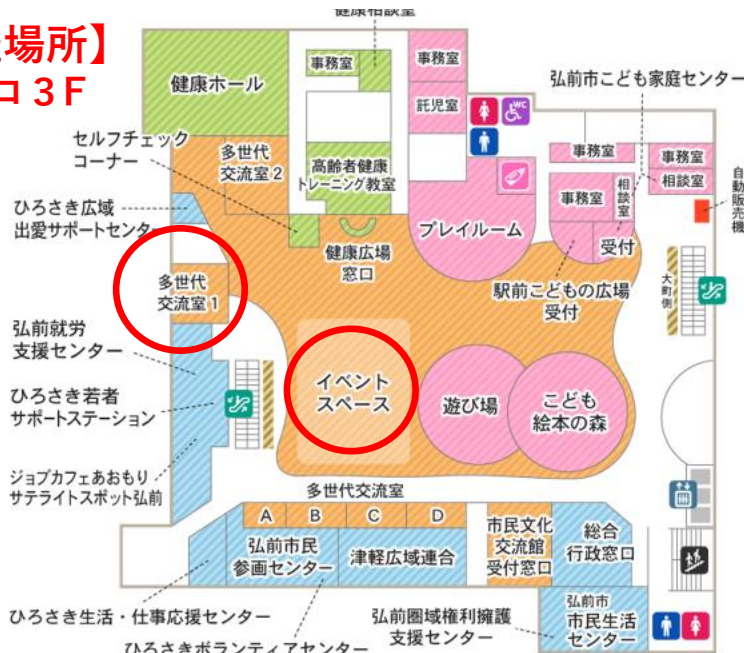 場所】
ロ 3F
健康相談室
健康ホール
事務室
事務室
託児室
弘前市こども家庭センター
セルフチェック
コーナー
多世代
交流室2
高齢者健康
トレーニング教室
WC
事務室
事務室
相談室
事務室
相談室
受付
自動販売機
ひろさき広域
出愛サポートセンター
健康広場
窓口
プレイルーム
駅前こどもの広場
受付
大町側
多世代
交流室1
弘前就労
支援センター
ひろさき若者
サポートステーション
ジョブカフェあおもり
サテライトスポット弘前
イベント
スペース
遊び場
こども
絵本の森
多世代交流室
A
B
C
D
弘前市民
参画センター
津軽広域連合
市民文化
交流館
受付窓口
総合
行政窓口
ひろさき生活・仕事応援センター
ひろさきボランティアセンター
弘前圏域権利擁護
支援センター
弘前市
市民生活
センター